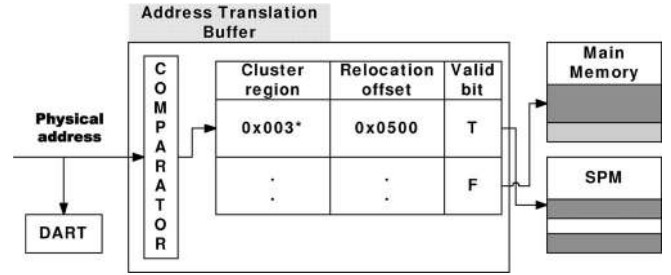 Address Translation
Buffer
Physical
address
DART
C
O
M
P
A
R
A
T
O
R
Cluster
region
Relocation
offset
Valid
bit
0x003*
0x0500
T
.
.
.
.
F
Main
Memory
SPM